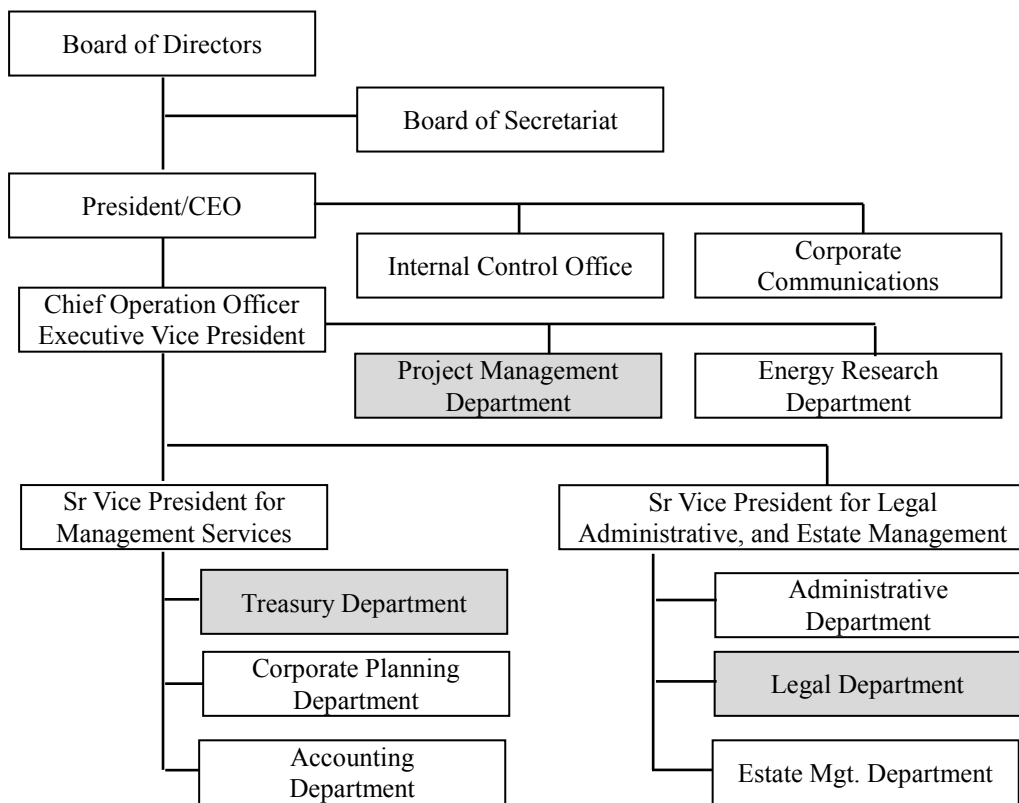 Board of Directors
Board of Secretariat
President/CEO
Internal Control Office
Corporate
Communications
Chief Operation Officer
Executive Vice President
Project Management
Department
Energy Research
Department
Sr Vice President for
Management Services
Sr Vice President for Legal
Administrative, and Estate Management
Treasury Department
Corporate Planning
Department
Accounting
Department
Administrative
Department
Legal Department
Estate Mgt. Department